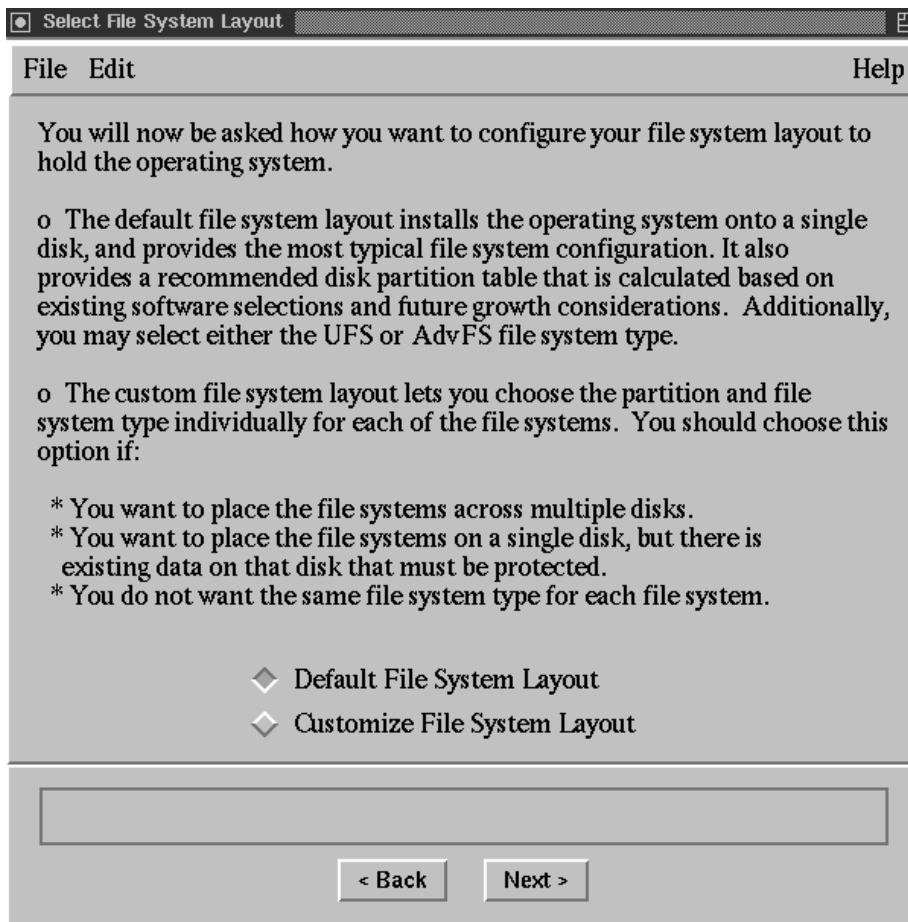 Select File System Layout
File Edit Help
You will now be asked how you want to configure your file system layout to
hold the operating system.
o The default file system layout installs the operating system onto a single
disk, and provides the most typical file system configuration. It also
provides a recommended disk partition table that is calculated based on
existing software selections and future growth considerations. Additionally,
you may select either the UFS or AdvFS file system type.
o The custom file system layout lets you choose the partition and file
system type individually for each of the file systems. You should choose this
option if:
* You want to place the file systems across multiple disks.
* You want to place the file systems on a single disk, but there is
existing data on that disk that must be protected.
* You do not want the same file system type for each file system.
Default File System Layout
Customize File System Layout
< Back Next >